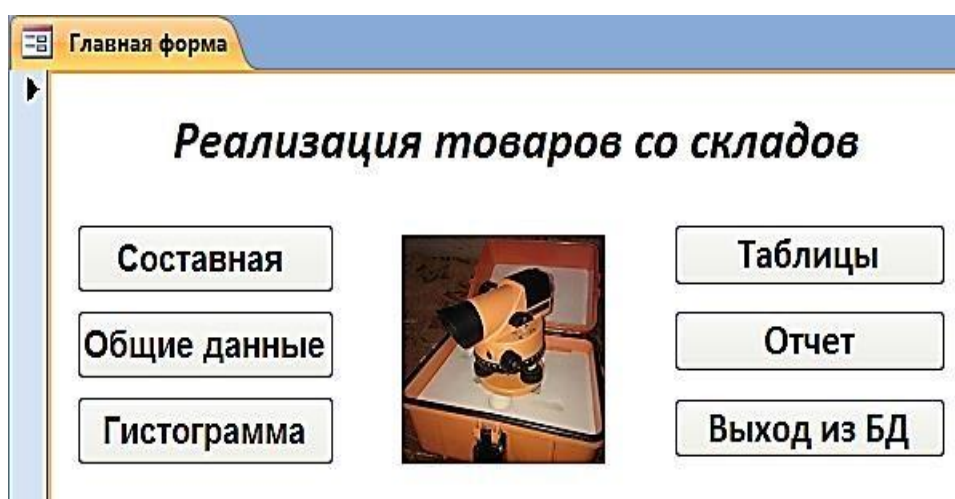 Главная форма
Реализация товаров со складов
Составная
Общие данные
Гистограмма
Таблицы
Отчет
Выход из БД